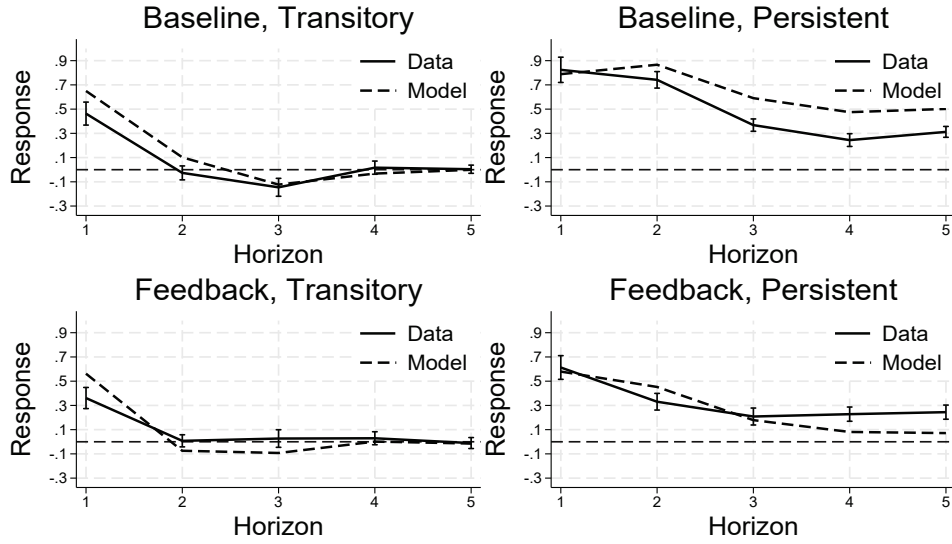 Baseline, Transitory
Response
.9
.7
.5
.3
.1
-.1
-.3
Data
Model
1 2 3 4 5
Horizon
Baseline, Persistent
Response
.9
.7
.5
.3
.1
-.1
-.3
Data
Model
1 2 3 4 5
Horizon
Feedback, Transitory
Response
.9
.7
.5
.3
.1
-.1
-.3
Data
Model
1 2 3 4 5
Horizon
Feedback, Persistent
Response
.9
.7
.5
.3
.1
-.1
-.3
Data
Model
1 2 3 4 5
Horizon